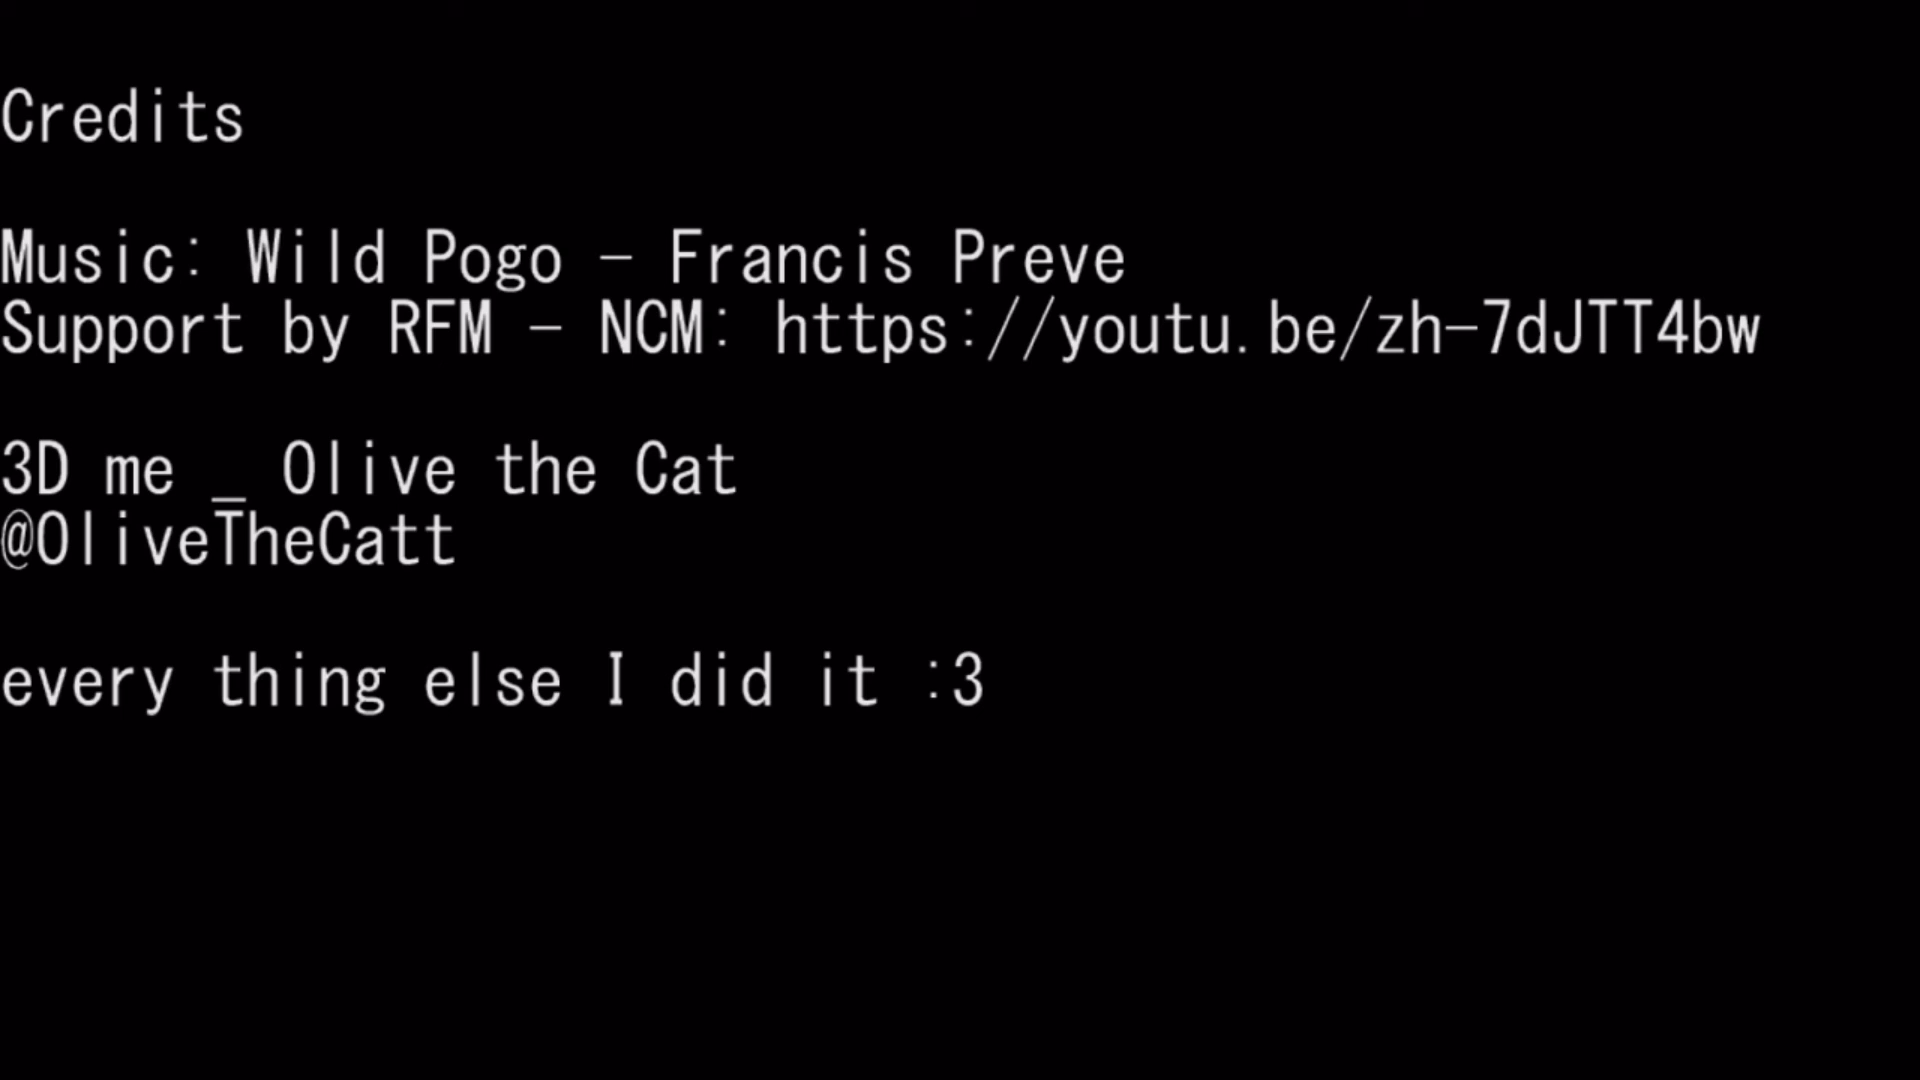 Credits
Music: Wild Pogo - Francis Preve
Support by RFM - NCM: https://youtu.be/zh-7dJTT4bw
3D me _ Olive the Cat
@OliveTheCatt
every thing else I did it :3